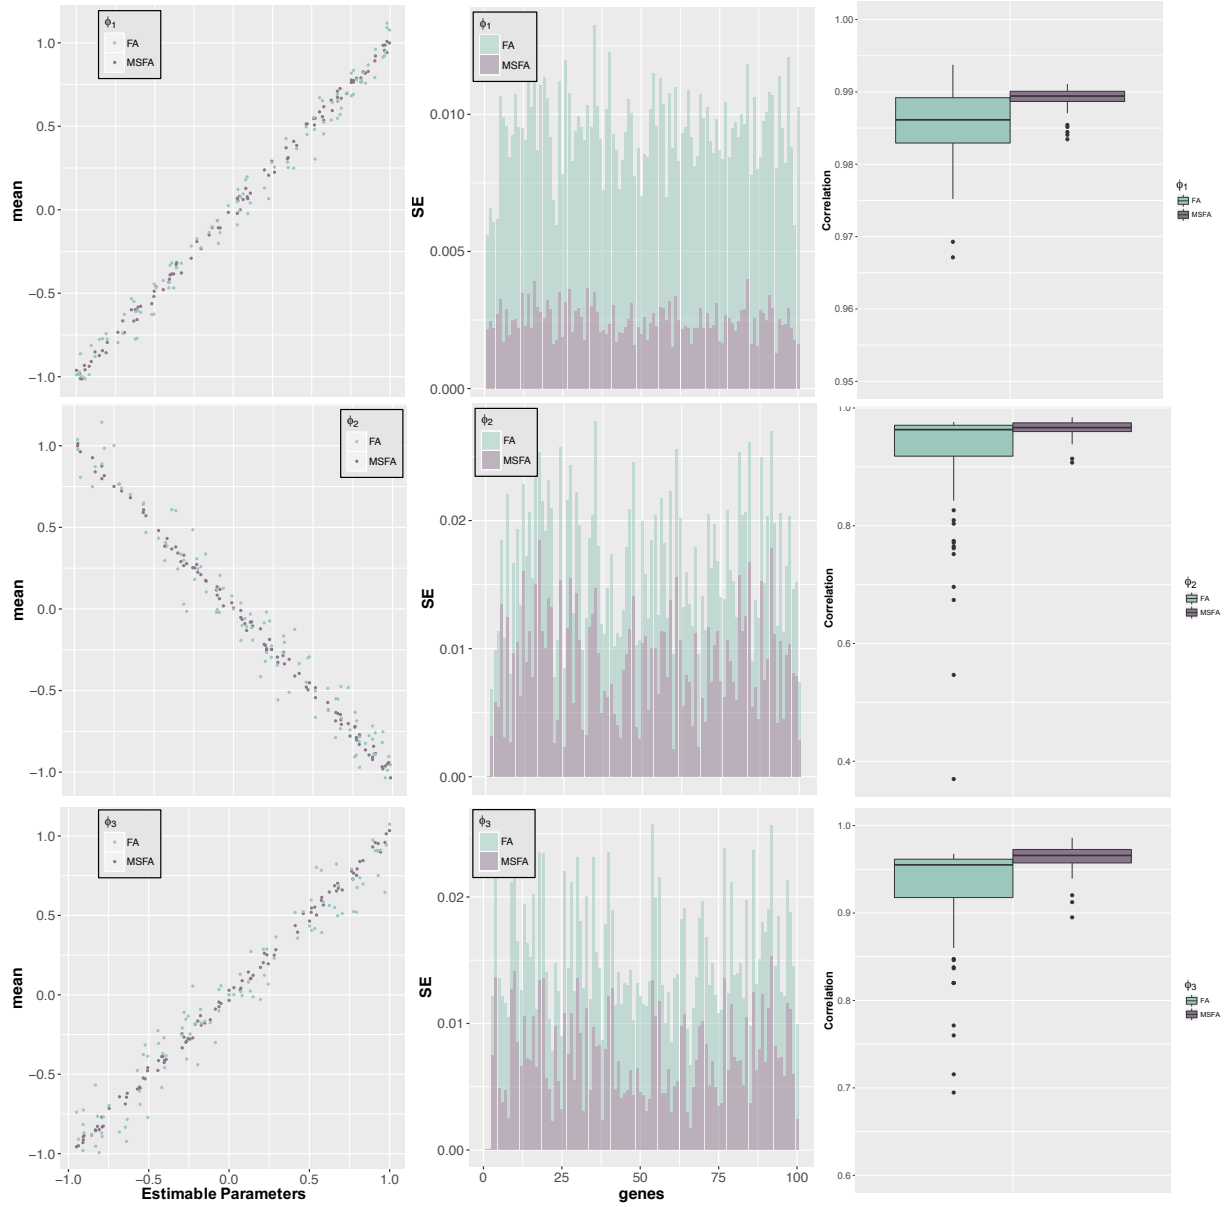 ϕ1
FA
MSFA
1.0
0.5
0.0
−0.5
−1.0
mean
ϕ1
FA
MSFA
0.010
0.005
0.000
SE
1.00
0.99
0.98
0.97
0.96
0.95
Correlation
ϕ1
FA
MSFA
ϕ2
FA
MSFA
1.0
0.5
0.0
−0.5
−1.0
mean
ϕ2
FA
MSFA
0.02
0.01
0.00
SE
1.0
0.8
0.6
0.4
Correlation
ϕ2
FA
MSFA
ϕ3
FA
MSFA
1.0
0.5
0.0
−0.5
−1.0
mean
−1.0 −0.5 0.0 0.5 1.0
Estimable Parameters
ϕ3
FA
MSFA
0.02
0.01
0.00
SE
0 25 50 75 100
genes
1.0
0.9
0.8
0.7
0.6
Correlation
ϕ3
FA
MSFA